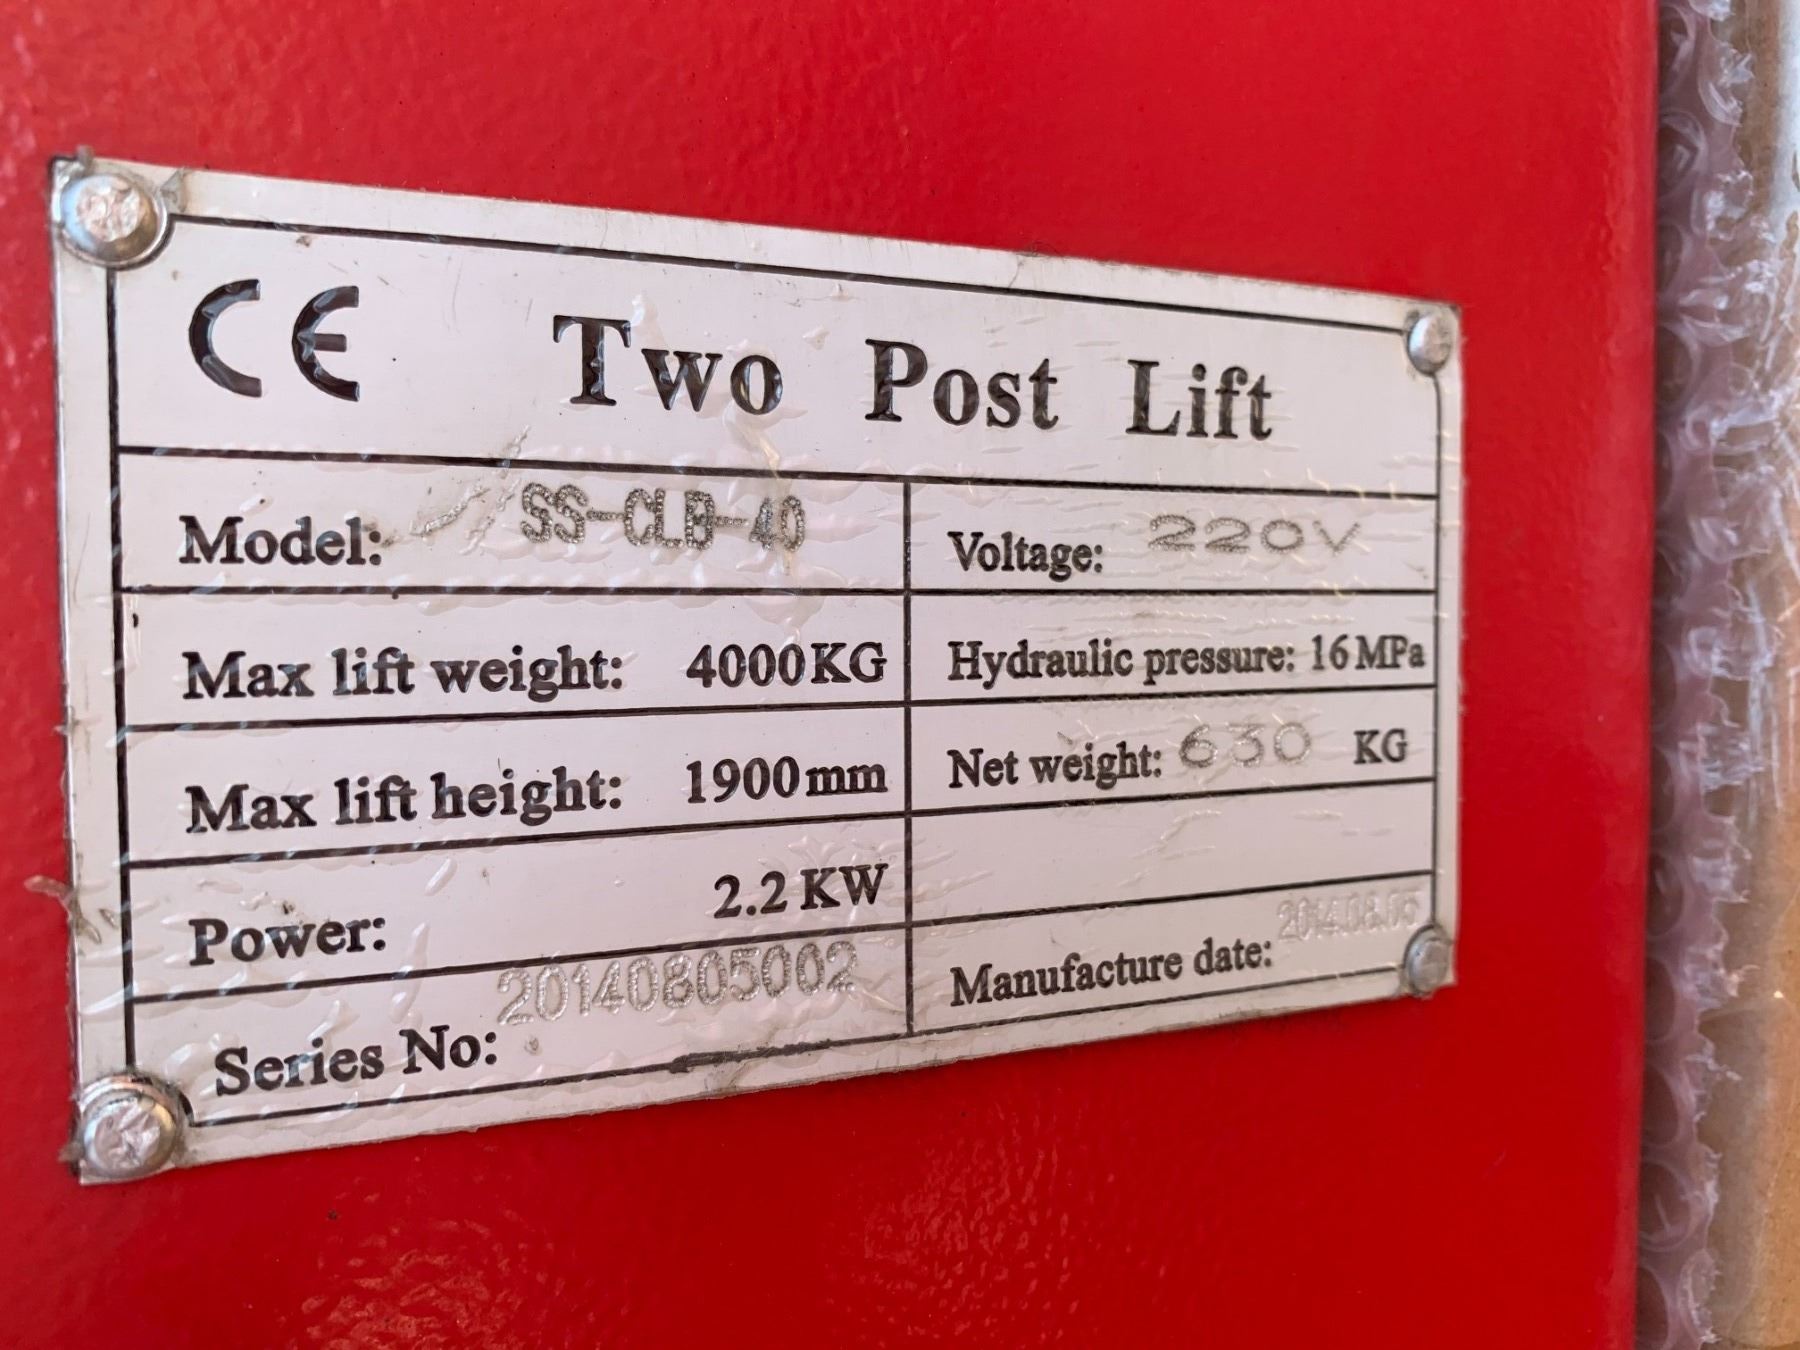 CE Two Post Lift
Model: SS-CLB-40
Voltage: 220V
Max lift weight: 4000KG
Hydraulic pressure: 16MPa
Max lift height: 1900mm
Net weight: 630 KG
Power: 2.2KW
Series No: 20140805002
Manufacture date: 2014.08.05